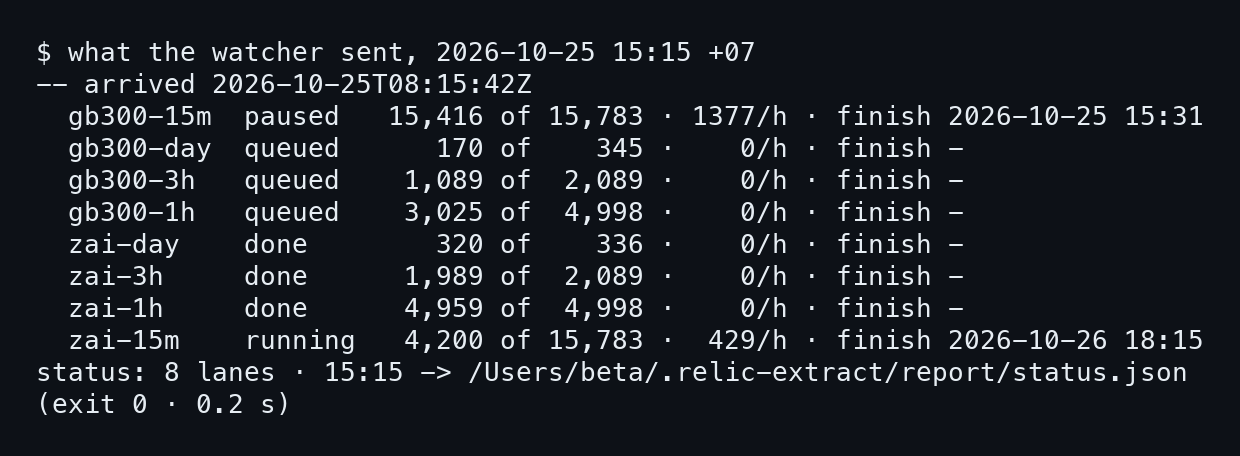 $ what the watcher sent, 2026-10-25 15:15 +07
-- arrived 2026-10-25T08:15:42Z
gb300-15m  paused   15,416 of 15,783 · 1377/h · finish 2026-10-25 15:31
gb300-day  queued      170 of    345 ·    0/h · finish -
gb300-3h   queued    1,089 of  2,089 ·    0/h · finish -
gb300-1h   queued    3,025 of  4,998 ·    0/h · finish -
zai-day    done        320 of    336 ·    0/h · finish -
zai-3h     done      1,989 of  2,089 ·    0/h · finish -
zai-1h     done      4,959 of  4,998 ·    0/h · finish -
zai-15m    running   4,200 of 15,783 ·  429/h · finish 2026-10-26 18:15
status: 8 lanes · 15:15 -> /Users/beta/.relic-extract/report/status.json
(exit 0 · 0.2 s)